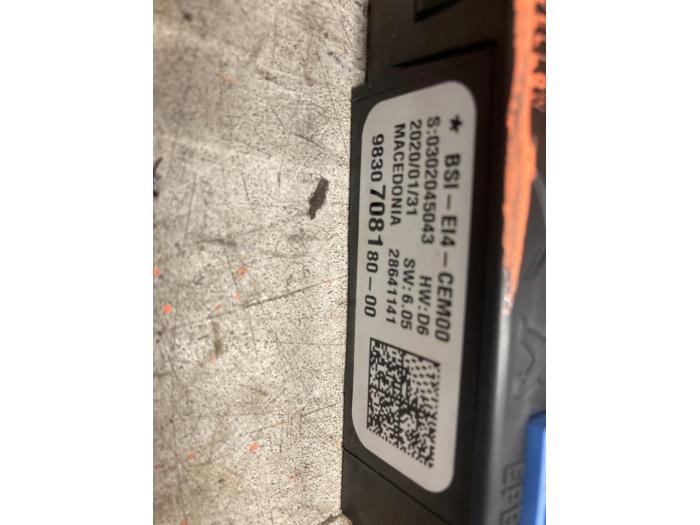 ★ BSI-EI4-CEM00
S:0302045043 HW:D6
2020/01/31 SW:6.05
MACEDONIA 28641141
9830708180-00